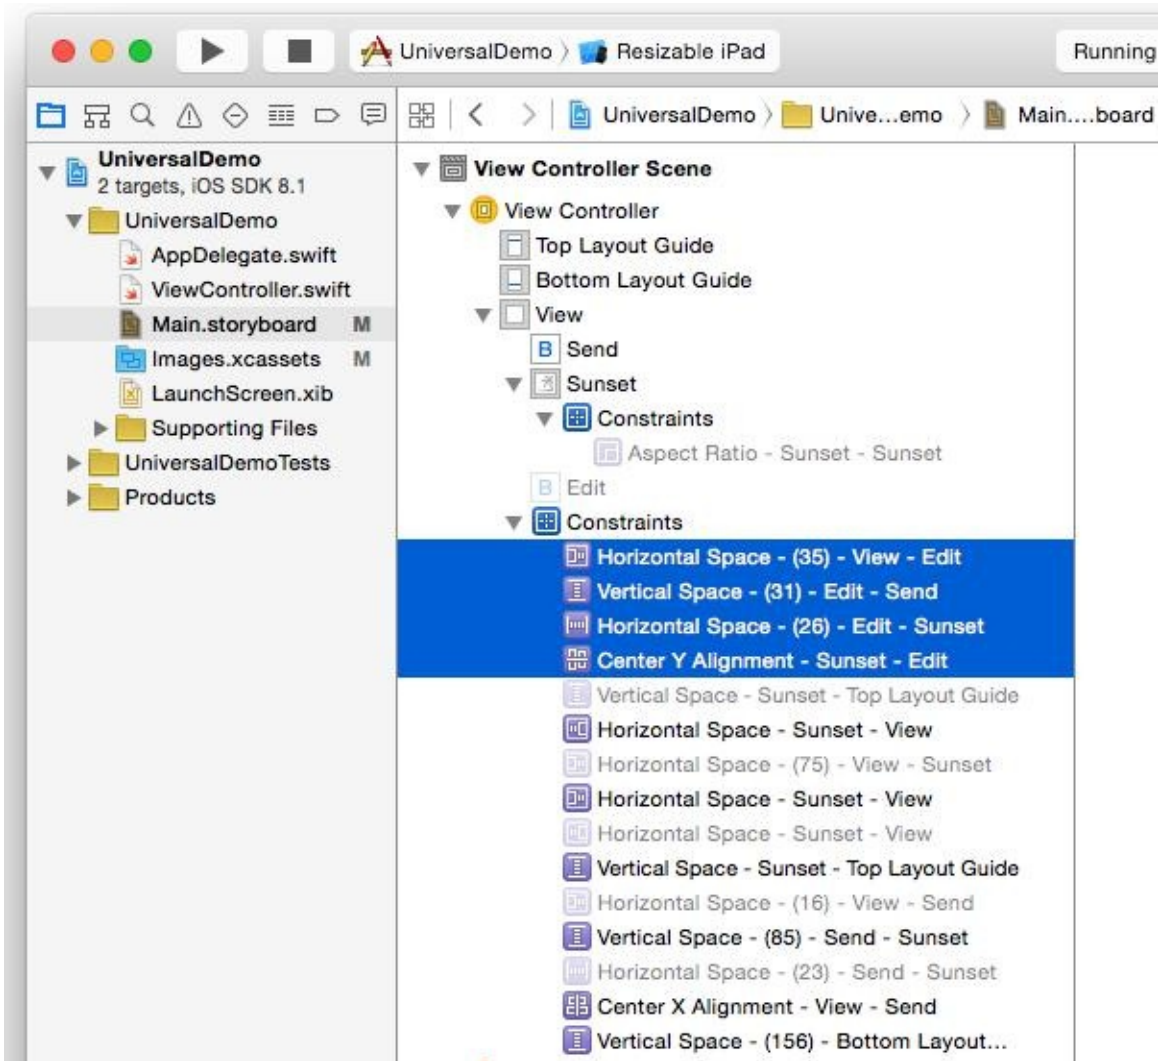 UniversalDemo 〉 Resizable iPad
Running
UniversalDemo 〉 Unive...emo 〉 Main....board
UniversalDemo
2 targets, iOS SDK 8.1
UniversalDemo
AppDelegate.swift
ViewController.swift
Main.storyboard M
Images.xcassets M
LaunchScreen.xib
Supporting Files
UniversalDemoTests
Products
View Controller Scene
View Controller
Top Layout Guide
Bottom Layout Guide
View
B Send
Sunset
Constraints
Aspect Ratio - Sunset - Sunset
B Edit
Constraints
Horizontal Space - (35) - View - Edit
Vertical Space - (31) - Edit - Send
Horizontal Space - (26) - Edit - Sunset
Center Y Alignment - Sunset - Edit
Vertical Space - Sunset - Top Layout Guide
Horizontal Space - Sunset - View
Horizontal Space - (75) - View - Sunset
Horizontal Space - Sunset - View
Horizontal Space - Sunset - View
Vertical Space - Sunset - Top Layout Guide
Horizontal Space - (16) - View - Send
Vertical Space - (85) - Send - Sunset
Horizontal Space - (23) - Send - Sunset
Center X Alignment - View - Send
Vertical Space - (156) - Bottom Layout...